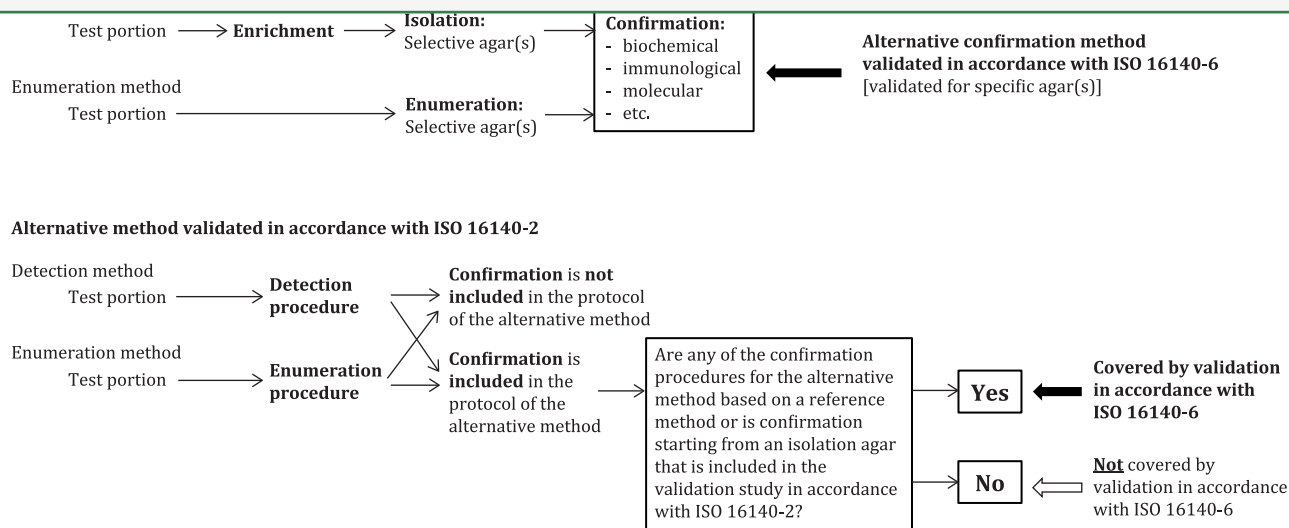 Test portion
Enrichment
Isolation:
Selective agar(s)
Confirmation:
- biochemical
- immunological
- molecular
- etc.
Alternative confirmation method
validated in accordance with ISO 16140-6
[validated for specific agar(s)]
Enumeration method
Test portion
Enumeration:
Selective agar(s)
Alternative method validated in accordance with ISO 16140-2
Detection method
Test portion
Detection
procedure
Confirmation is not
included in the protocol
of the alternative method
Enumeration method
Test portion
Enumeration
procedure
Confirmation is
included in the
protocol of the
alternative method
Are any of the confirmation
procedures for the alternative
method based on a reference
method or is confirmation
starting from an isolation agar
that is included in the
validation study in accordance
with ISO 16140-2?
Yes
Covered by validation
in accordance with
ISO 16140-6
No
Not covered by
validation in accordance
with ISO 16140-6